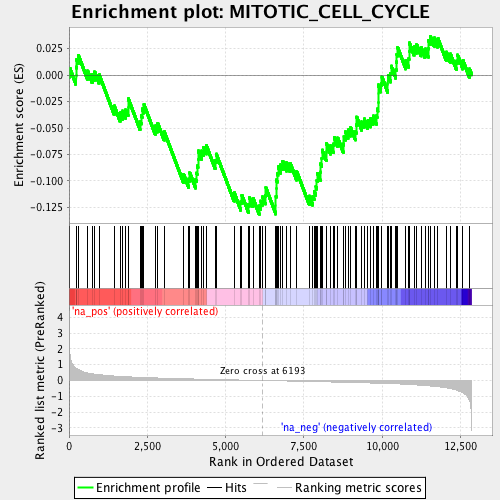 Enrichment plot: MITOTIC_CELL_CYCLE
Enrichment score (ES)
0.025
0.000
-0.025
-0.050
-0.075
-0.100
-0.125
'na_pos' (positively correlated)
Ranked list metric (PreRanked)
4
3
2
1
0
-1
-2
-3
Zero cross at 6193
'na_neg' (negatively correlated)
0
2,500
5,000
7,500
10,000
12,500
Rank in Ordered Dataset
Enrichment profile
Hits
Ranking metric scores